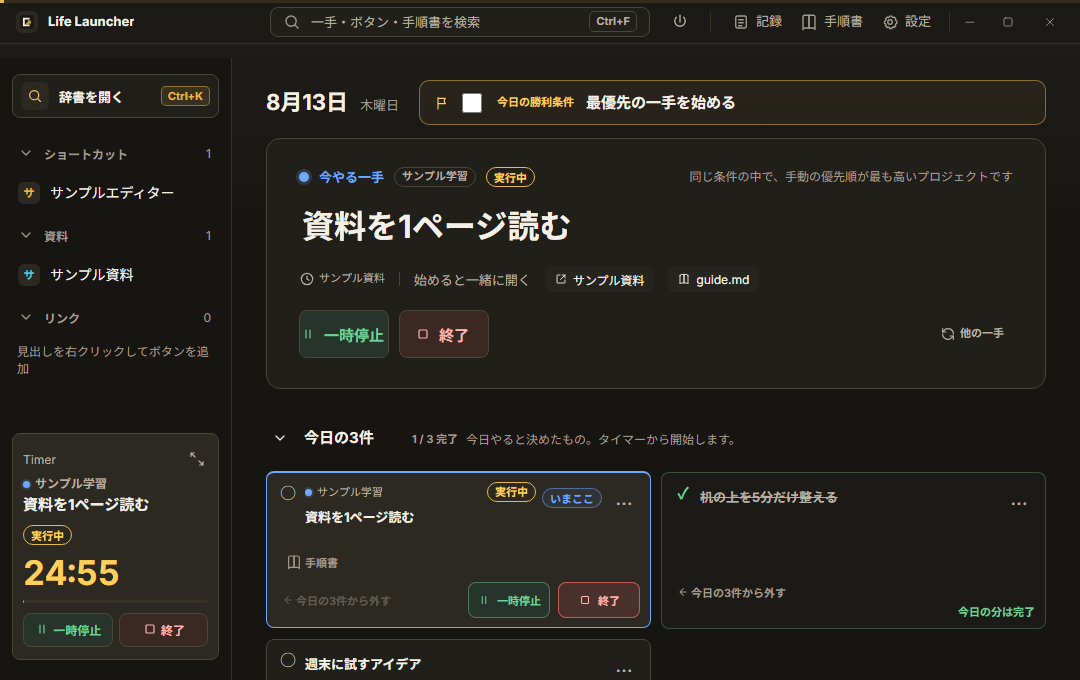 Life Launcher
一手・ボタン・手順書を検索
Ctrl+F
記録
手順書
設定
辞書を開く
Ctrl+K
ショートカット
1
サ
サンプルエディター
資料
1
サ
サンプル資料
リンク
0
見出しを右クリックしてボタンを追
加
Timer
サンプル学習
資料を1ページ読む
実行中
24:55
一時停止
終了
8月13日
木曜日
今日の勝利条件
最優先の一手を始める
今やる一手
サンプル学習
実行中
同じ条件の中で、手動の優先順が最も高いプロジェクトです
資料を1ページ読む
サンプル資料
始めると一緒に開く
サンプル資料
guide.md
一時停止
終了
他の一手
今日の3件
1 / 3 完了
今日やると決めたもの。タイマーから開始します。
サンプル学習
実行中
いまここ
...
資料を1ページ読む
手順書
← 今日の3件から外す
一時停止
終了
机の上を5分だけ整える
...
← 今日の3件から外す
今日の分は完了
週末に試すアイデア
...